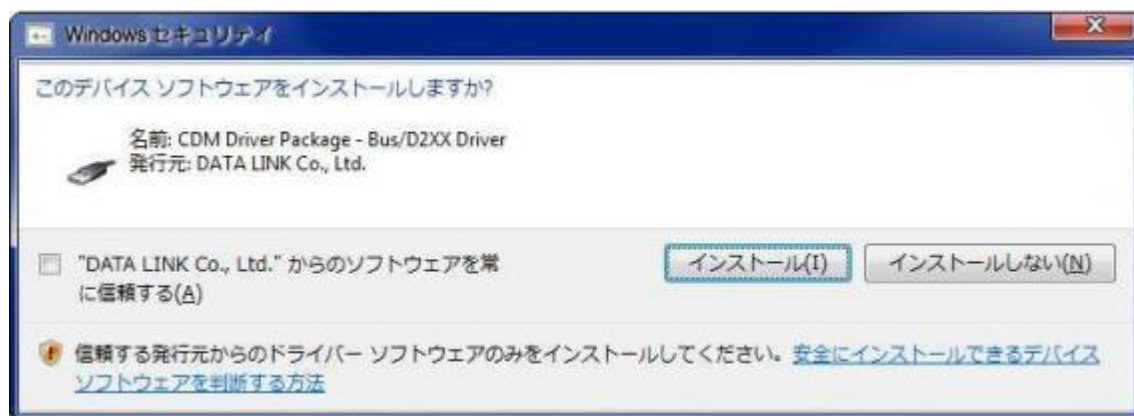 Windows セキュリティ
このデバイス ソフトウェアをインストールしますか?
名前: CDM Driver Package - Bus/D2XX Driver
発行元: DATA LINK Co., Ltd.
"DATA LINK Co., Ltd." からのソフトウェアを常
に信頼する(A)
インストール(I)
インストールしない(N)
信頼する発行元からのドライバー ソフトウェアのみをインストールしてください。安全にインストールできるデバイス
ソフトウェアを判断する方法